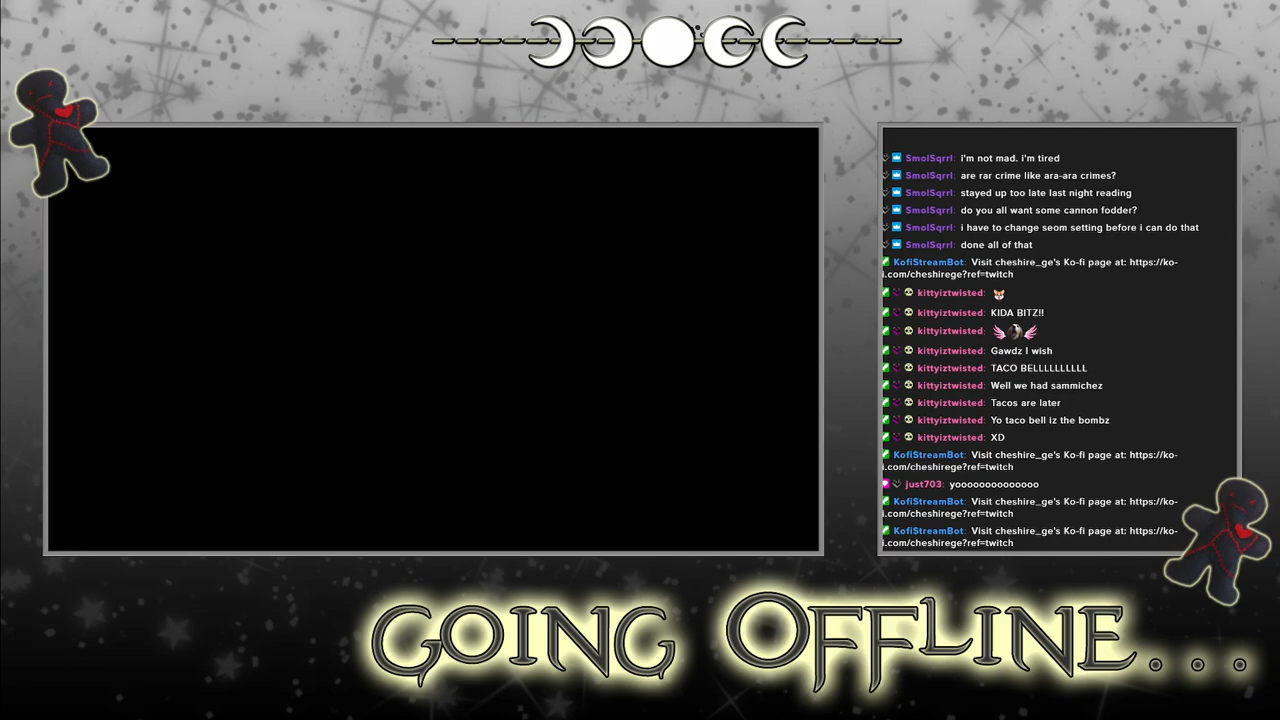 SmolSqrrl: i'm not mad. i'm tired
SmolSqrrl: are rar crime like ara-ara crimes?
SmolSqrrl: stayed up too late last night reading
SmolSqrrl: do you all want some cannon fodder?
SmolSqrrl: i have to change seom setting before i can do that
SmolSqrrl: done all of that
KofiStreamBot: Visit cheshire_ge's Ko-fi page at: https://ko-
i.com/cheshirege?ref=twitch
kittyiztwisted:
kittyiztwisted: KIDA BITZ!!
kittyiztwisted:
kittyiztwisted: Gawdz I wish
kittyiztwisted: TACO BELLLLLLLLLL
kittyiztwisted: Well we had sammichez
kittyiztwisted: Tacos are later
kittyiztwisted: Yo taco bell iz the bombz
kittyiztwisted: XD
KofiStreamBot: Visit cheshire_ge's Ko-fi page at: https://ko-
i.com/cheshirege?ref=twitch
just703: yoooooooooooooo
KofiStreamBot: Visit cheshire_ge's Ko-fi page at: https://ko-
i.com/cheshirege?ref=twitch
KofiStreamBot: Visit cheshire_ge's Ko-fi page at: https://ko-
i.com/cheshirege?ref=twitch
Going Offline...